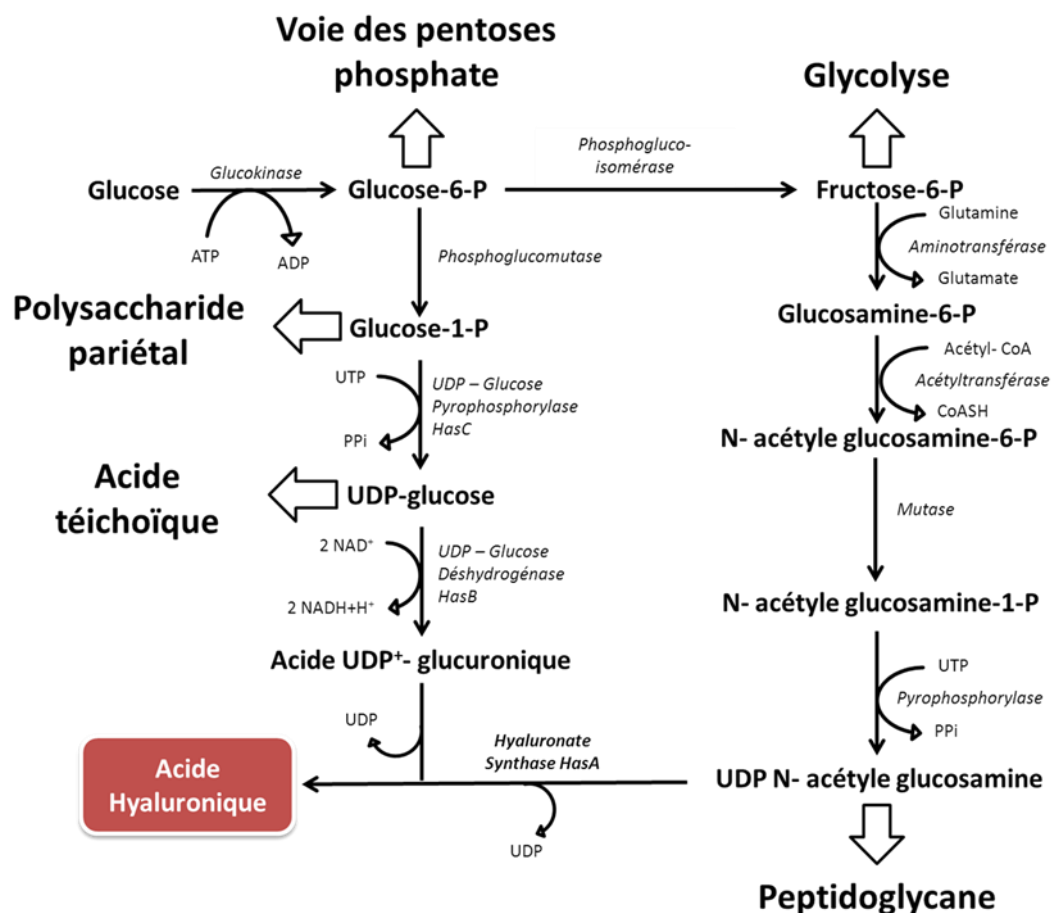 Voie des pentoses
phosphate
Glycolyse
Phosphogluco-
isomérase
Glucose
Glucokinase
Glucose-6-P
Fructose-6-P
ATP
ADP
Phosphoglucomutase
Glutamine
Aminotransférase
Glutamate
Polysaccharide
pariétal
Glucose-1-P
Glucosamine-6-P
UTP
UDP – Glucose
Pyrophosphorylase
HasC
PPi
Acétyl- CoA
Acétyltransférase
CoASH
N- acétyle glucosamine-6-P
Acide
téichoïque
UDP-glucose
Mutase
2 NAD⁺
UDP – Glucose
Déshydrogénase
HasB
2 NADH+H⁺
N- acétyle glucosamine-1-P
Acide UDP⁺- glucuronique
UTP
Pyrophosphorylase
PPi
UDP
Hyaluronate
Synthase HasA
Acide
Hyaluronique
UDP N- acétyle glucosamine
UDP
Peptidoglycane